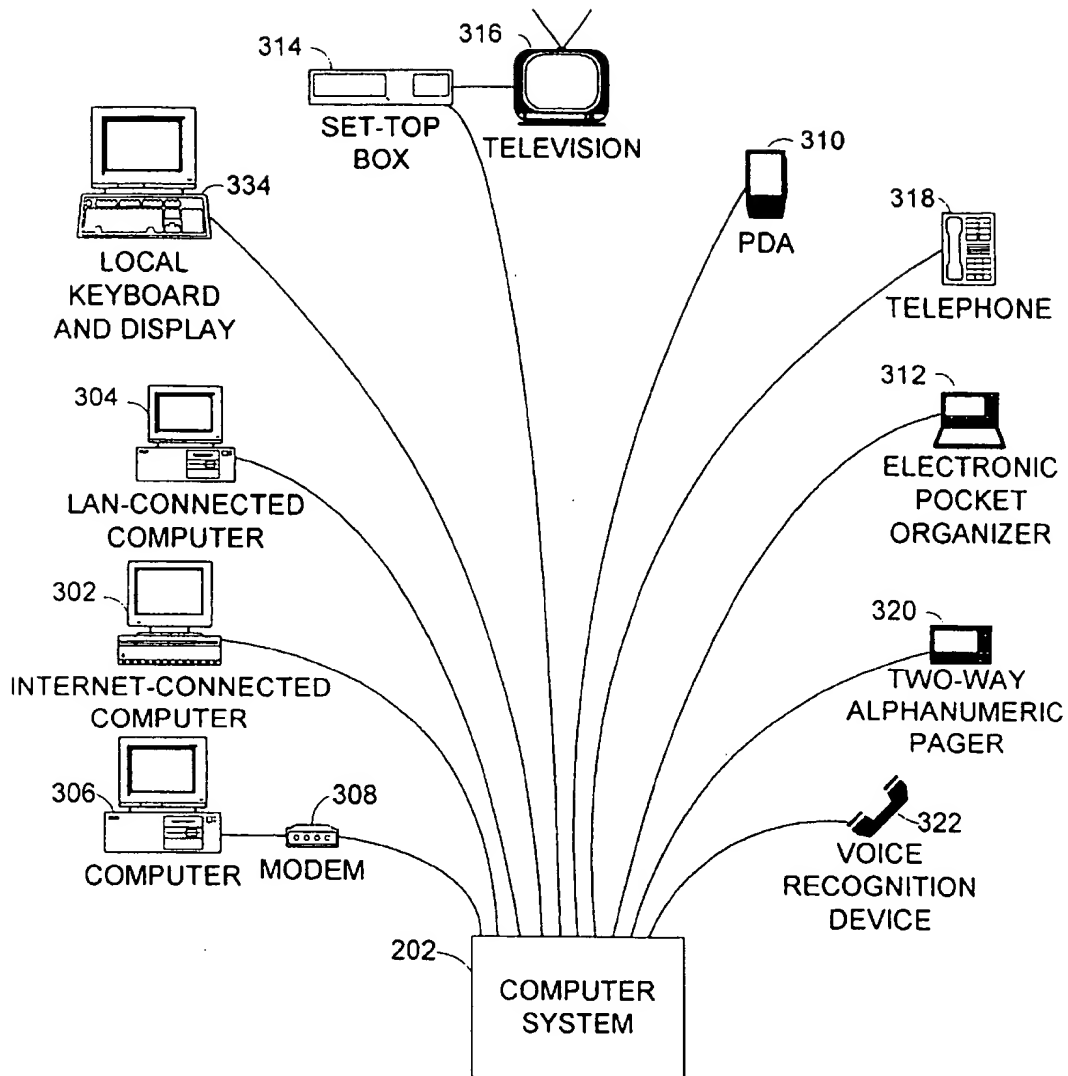 314
SET-TOP
BOX
316
TELEVISION
334
LOCAL
KEYBOARD
AND DISPLAY
310
PDA
318
TELEPHONE
304
LAN-CONNECTED
COMPUTER
312
ELECTRONIC
POCKET
ORGANIZER
302
INTERNET-CONNECTED
COMPUTER
320
TWO-WAY
ALPHANUMERIC
PAGER
306
COMPUTER
308
MODEM
322
VOICE
RECOGNITION
DEVICE
202
COMPUTER
SYSTEM